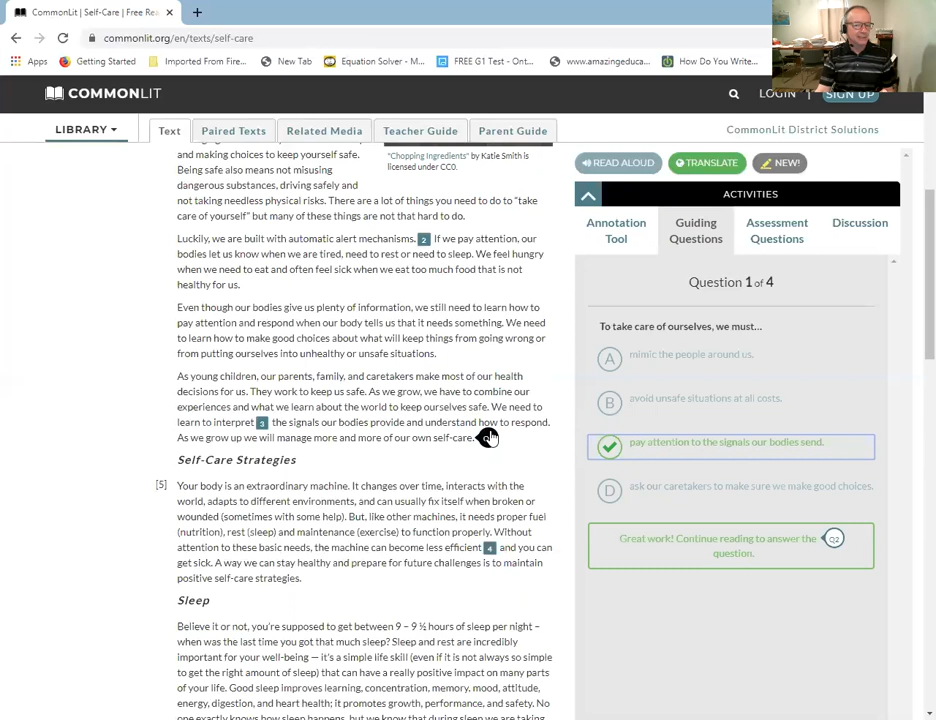 CommonLit | Self-Care | Free Rea
commonlit.org/en/texts/self-care
Apps
Getting Started
Imported From Fire...
New Tab
Equation Solver - M...
FREE G1 Test - Ont...
www.amazingeduca...
How Do You Write...
COMMONLIT
LOGIN
SIGN UP
LIBRARY
Text
Paired Texts
Related Media
Teacher Guide
Parent Guide
CommonLit District Solutions
and making choices to keep yourself safe.
Being safe also means not misusing
dangerous substances, driving safely and
not taking needless physical risks. There are a lot of things you need to do to “take
care of yourself” but many of these things are not that hard to do.
"Chopping Ingredients" by Katie Smith is
licensed under CC0.
Luckily, we are built with automatic alert mechanisms. 2 If we pay attention, our
bodies let us know when we are tired, need to rest or need to sleep. We feel hungry
when we need to eat and often feel sick when we eat too much food that is not
healthy for us.
Even though our bodies give us plenty of information, we still need to learn how to
pay attention and respond when our body tells us that it needs something. We need
to learn how to make good choices about what will keep things from going wrong or
from putting ourselves into unhealthy or unsafe situations.
As young children, our parents, family, and caretakers make most of our health
decisions for us. They work to keep us safe. As we grow, we have to combine our
experiences and what we learn about the world to keep ourselves safe. We need to
learn to interpret 3 the signals our bodies provide and understand how to respond.
As we grow up we will manage more and more of our own self-care.
Self-Care Strategies
[5] Your body is an extraordinary machine. It changes over time, interacts with the
world, adapts to different environments, and can usually fix itself when broken or
wounded (sometimes with some help). But, like other machines, it needs proper fuel
(nutrition), rest (sleep) and maintenance (exercise) to function properly. Without
attention to these basic needs, the machine can become less efficient 4 and you can
get sick. A way we can stay healthy and prepare for future challenges is to maintain
positive self-care strategies.
Sleep
Believe it or not, you’re supposed to get between 9 – 9 ½ hours of sleep per night –
when was the last time you got that much sleep? Sleep and rest are incredibly
important for your well-being — it’s a simple life skill (even if it is not always so simple
to get the right amount of sleep) that can have a really positive impact on many parts
of your life. Good sleep improves learning, concentration, memory, mood, attitude,
energy, digestion, and heart health; it promotes growth, performance, and safety. No
one exactly knows how sleep happens, but we know that during sleep we are taking
READ ALOUD
TRANSLATE
NEW!
ACTIVITIES
Annotation
Tool
Guiding
Questions
Assessment
Questions
Discussion
Question 1 of 4
To take care of ourselves, we must...
A mimic the people around us.
B avoid unsafe situations at all costs.
pay attention to the signals our bodies send.
D ask our caretakers to make sure we make good choices.
Great work! Continue reading to answer the Q2
question.